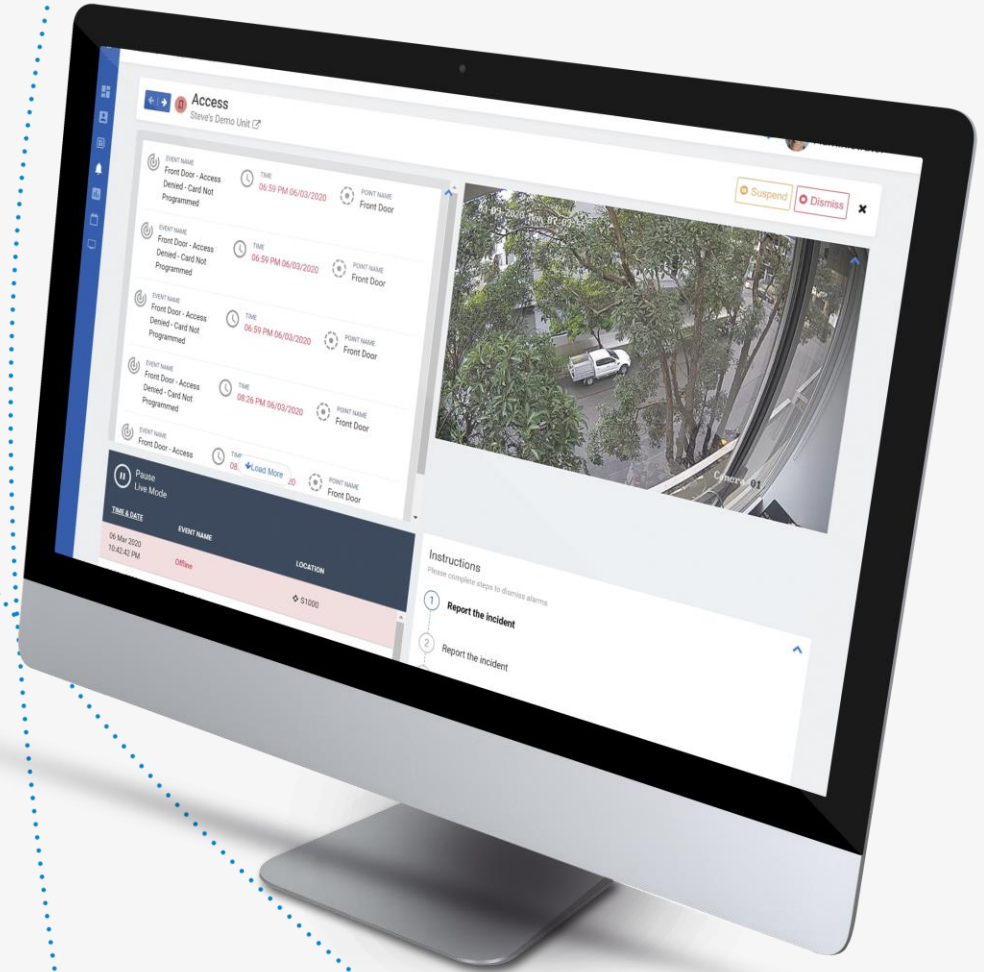 Access
Steve's Demo Unit
Suspend
Dismiss
EVENT NAME
Front Door - Access
Denied - Card Not
Programmed
TIME
06:59 PM 06/03/2020
POINT NAME
Front Door
EVENT NAME
Front Door - Access
Denied - Card Not
Programmed
TIME
06:59 PM 06/03/2020
POINT NAME
Front Door
EVENT NAME
Front Door - Access
Denied - Card Not
Programmed
TIME
06:59 PM 06/03/2020
POINT NAME
Front Door
EVENT NAME
Front Door - Access
Denied - Card Not
Programmed
TIME
08:26 PM 06/03/2020
POINT NAME
Front Door
EVENT NAME
Front Door - Access
TIME
08
Load More
20
POINT NAME
Front Door
Camera 01
Pause
Live Mode
TIME & DATE
EVENT NAME
LOCATION
06 Mar 2020
10:42:42 PM
Offline
S1000
Instructions
Please complete steps to dismiss alarms
1
Report the incident
2
Report the incident